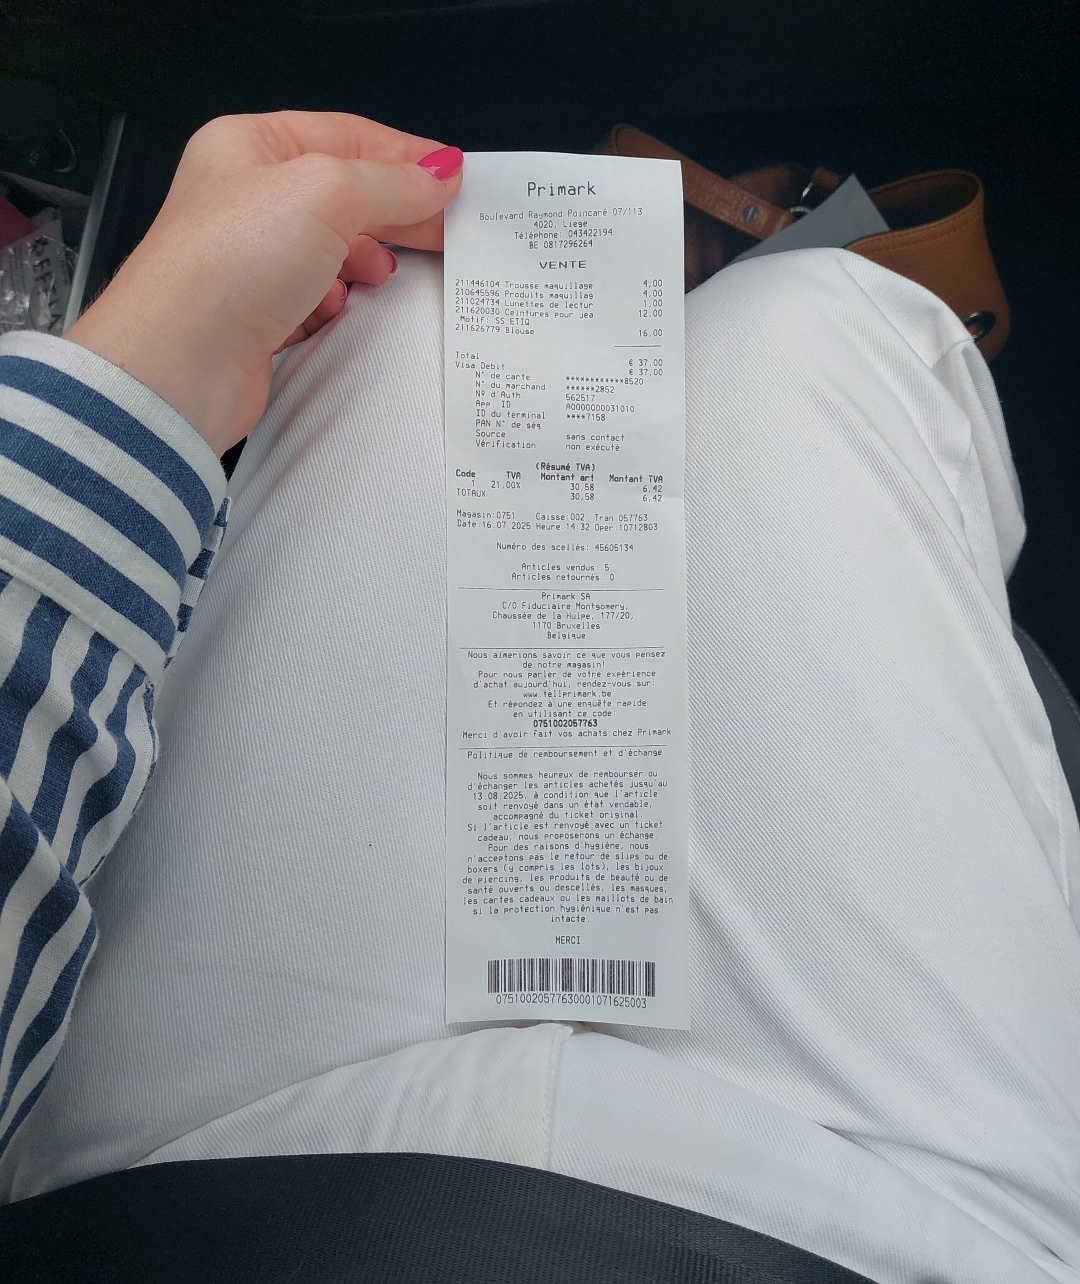 Primark
Boulevard Raymond Poincaré 07/113
4020, Liege
Téléphone: 043422194
BE 0817296264
VENTE
211446104 Trousse maquillage 4,00
210645596 Produits maquillag 4,00
211024734 Lunettes de lectur 1,00
211620030 Ceintures pour jea 12,00
Motif: SS ETIQ
211626779 Blouse 16,00
Total € 37,00
Visa Debit € 37,00
N° de carte ************8520
N° du marchand ******2852
Nº d'Auth 562517
App. ID A0000000031010
ID du terminal ****7158
PAN N° de séq
Source sans contact
Vérification non exécuté
(Résumé TVA)
Code TVA Montant art Montant TVA
1 21,00% 30,58 6,42
TOTAUX 30,58 6,42
Magasin:0751 Caisse:002 Tran:057763
Date:16.07.2025 Heure:14:32 Oper:10712803
Numéro des scellés: 45605134
Articles vendus: 5
Articles retournés: 0
Primark SA
C/O Fiduciaire Montgomery,
Chaussée de la Hulpe, 177/20,
1170 Bruxelles
Belgique
Nous aimerions savoir ce que vous pensez
de notre magasin!
Pour nous parler de votre expérience
d'achat aujourd'hui, rendez-vous sur:
www.tellprimark.be
Et répondez à une enquête rapide
en utilisant ce code:
0751002057763
Merci d'avoir fait vos achats chez Primark
Politique de remboursement et d'échange
Nous sommes heureux de rembourser ou
d'échanger les articles achetés jusqu'au
13.08.2025, à condition que l'article
soit renvoyé dans un état vendable,
accompagné du ticket original.
Si l'article est renvoyé avec un ticket
cadeau, nous proposerons un échange
Pour des raisons d'hygiène, nous
n'acceptons pas le retour de slips ou de
boxers (y compris les lots), les bijoux
de piercing, les produits de beauté ou de
santé ouverts ou descellés, les masques,
les cartes cadeaux ou les maillots de bain
si la protection hygiénique n'est pas
intacte.
MERCI
0751002057763000107162​5003